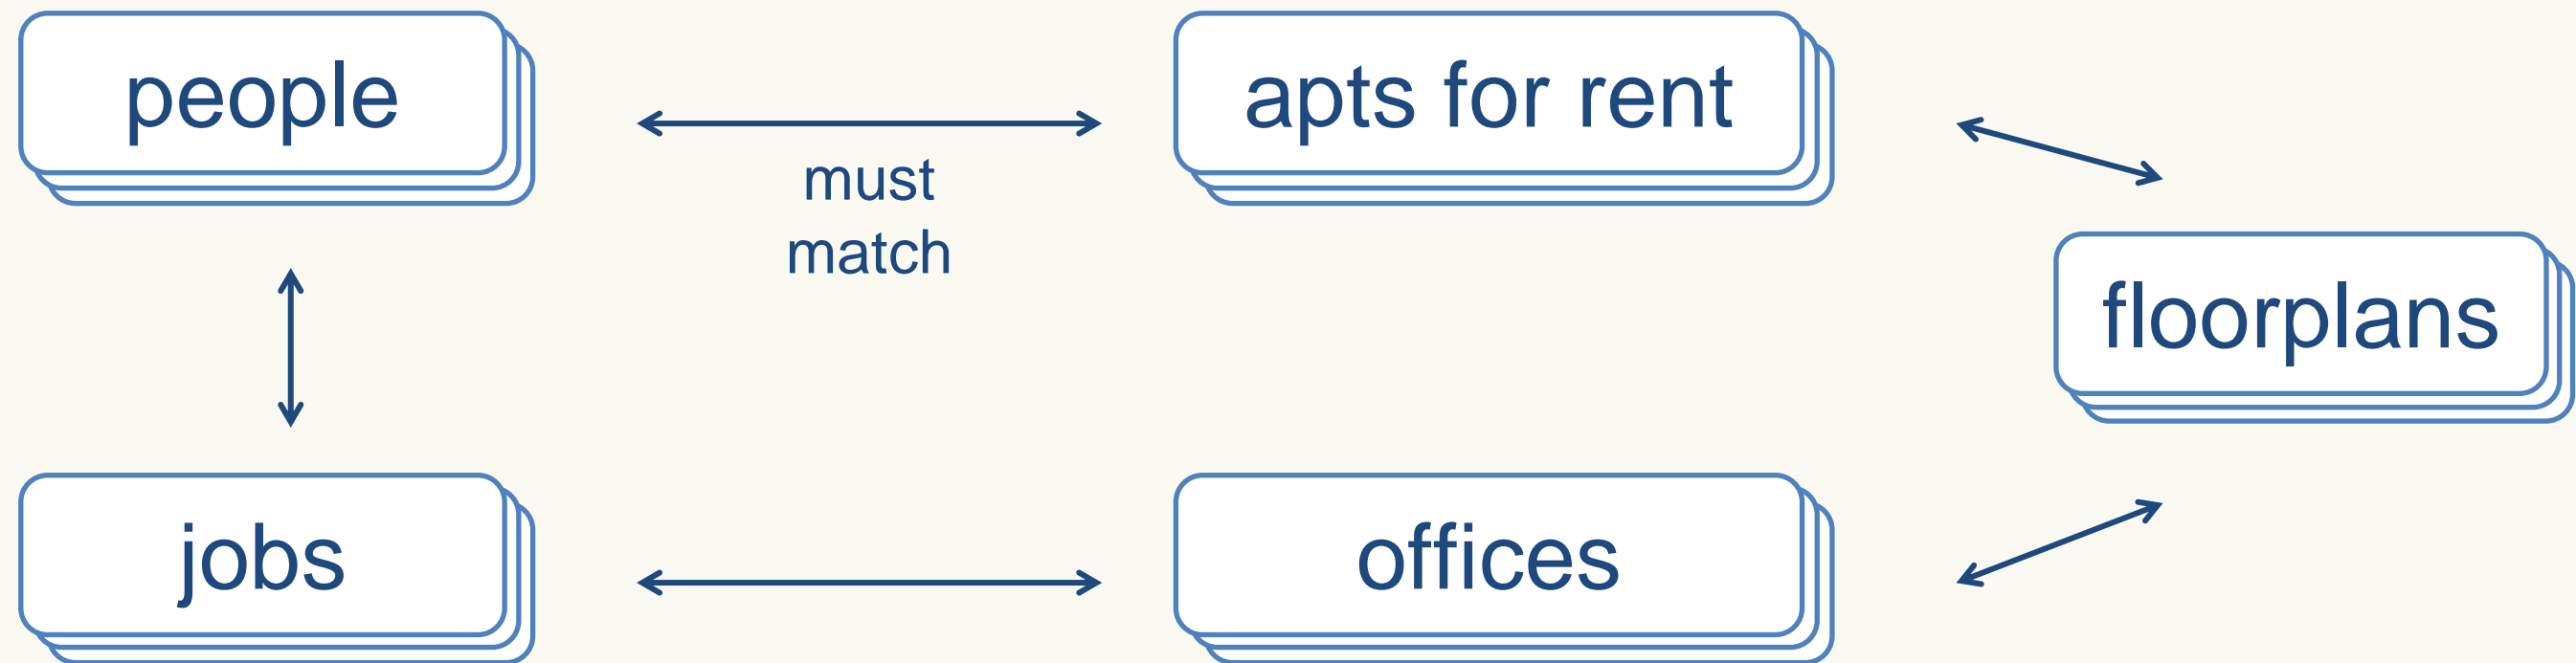 people
apts for rent
must
match
floorplans
jobs
offices